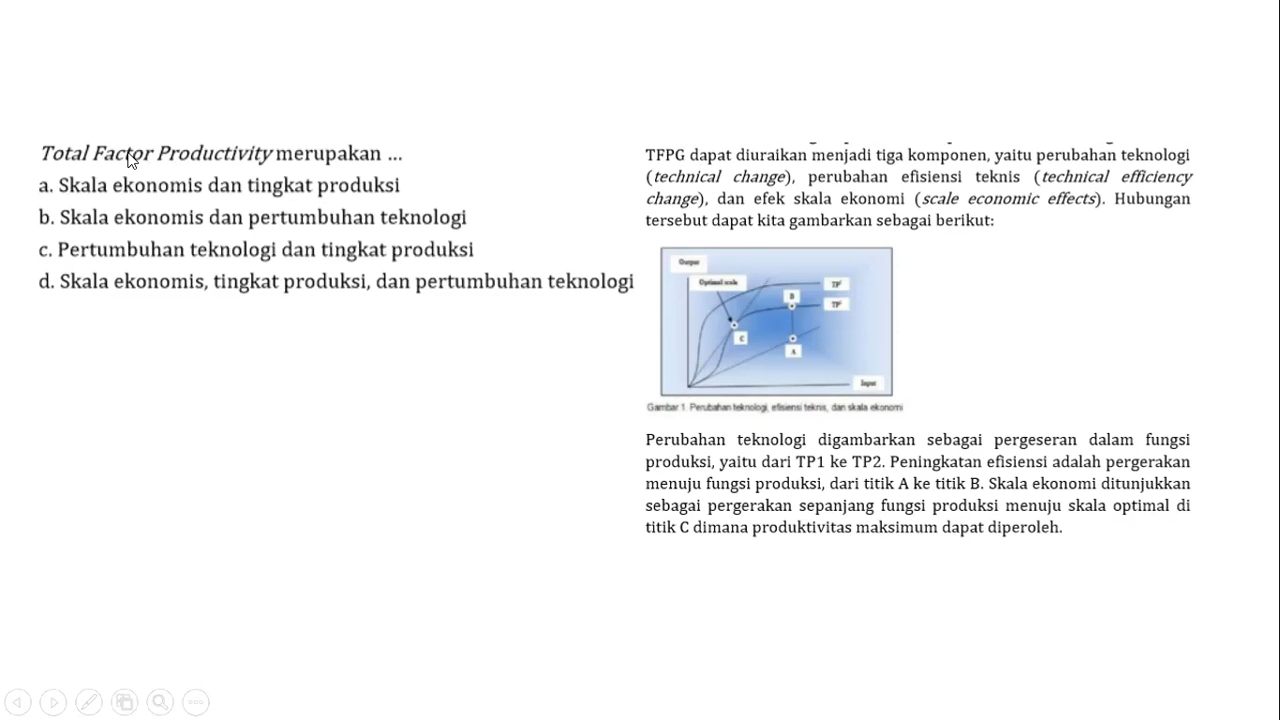 Total Factor Productivity merupakan ...
a. Skala ekonomis dan tingkat produksi
b. Skala ekonomis dan pertumbuhan teknologi
c. Pertumbuhan teknologi dan tingkat produksi
d. Skala ekonomis, tingkat produksi, dan pertumbuhan teknologi
TFPG dapat diuraikan menjadi tiga komponen, yaitu perubahan teknologi
(technical change), perubahan efisiensi teknis (technical efficiency
change), dan efek skala ekonomi (scale economic effects). Hubungan
tersebut dapat kita gambarkan sebagai berikut:
Output
Optimal scale
B
C
A
Input
Gambar 1. Perubahan teknologi, efisiensi teknis, dan skala ekonomi
Perubahan teknologi digambarkan sebagai pergeseran dalam fungsi
produksi, yaitu dari TP1 ke TP2. Peningkatan efisiensi adalah pergerakan
menuju fungsi produksi, dari titik A ke titik B. Skala ekonomi ditunjukkan
sebagai pergerakan sepanjang fungsi produksi menuju skala optimal di
titik C dimana produktivitas maksimum dapat diperoleh.